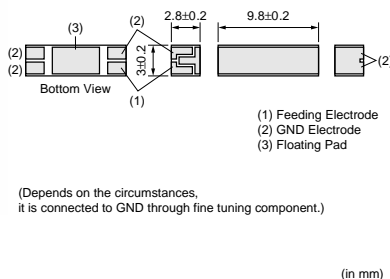 (3) (2) 2.8±0.2 9.8±0.2
(2)
(2)
3±0.2
(2)
Bottom View
(1)
(1) Feeding Electrode
(2) GND Electrode
(3) Floating Pad
(Depends on the circumstances,
it is connected to GND through fine tuning component.)
(in mm)